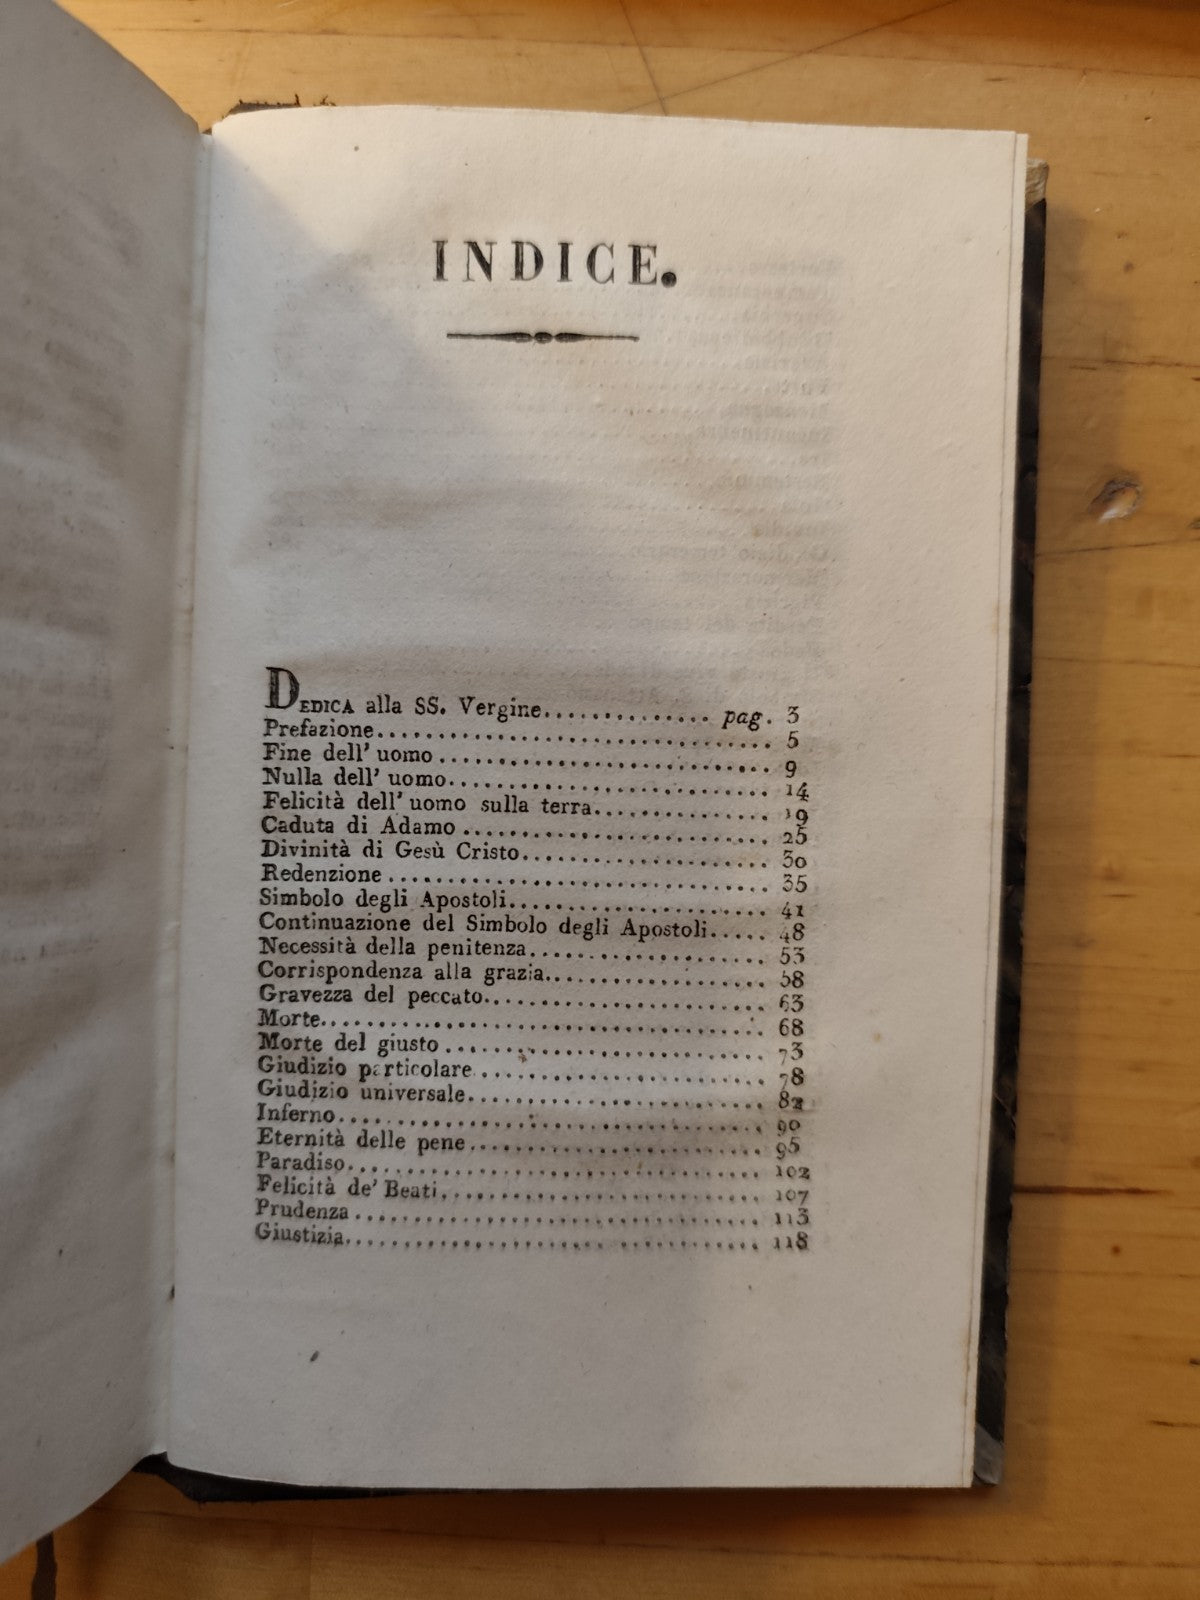 INDICE.
DEDICA alla SS. Vergine.............. pag. 3
Prefazione................................. 5
Fine dell' uomo........................... 9
Nulla dell' uomo.......................... 14
Felicità dell' uomo sulla terra............... 19
Caduta di Adamo.......................... 25
Divinità di Gesù Cristo..................... 30
Redenzione................................ 35
Simbolo degli Apostoli...................... 41
Continuazione del Simbolo degli Apostoli..... 48
Necessità della penitenza.................... 53
Corrispondenza alla grazia................... 58
Gravezza del peccato........................ 63
Morte..................................... 68
Morte del giusto........................... 73
Giudizio particolare........................ 78
Giudizio universale......................... 82
Inferno.................................... 90
Eternità delle pene......................... 95
Paradiso................................... 102
Felicità de' Beati........................... 107
Prudenza.................................. 113
Giustizia................................... 118